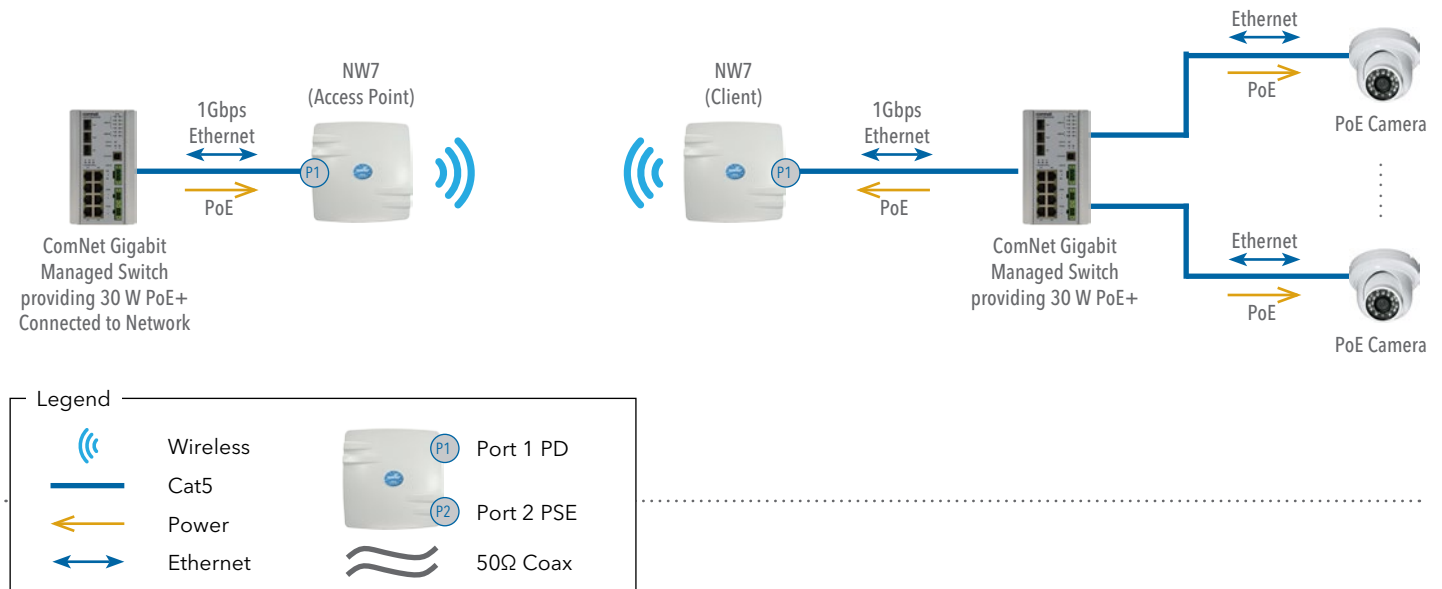 NW7
(Access Point)
1Gbps
Ethernet
PoE
P1
ComNet Gigabit
Managed Switch
providing 30 W PoE+
Connected to Network
NW7
(Client)
P1
1Gbps
Ethernet
PoE
ComNet Gigabit
Managed Switch
providing 30 W PoE+
Ethernet
PoE
PoE Camera
Ethernet
PoE
PoE Camera
Legend
Wireless
Cat5
Power
Ethernet
P1
Port 1 PD
P2
Port 2 PSE
50Ω Coax